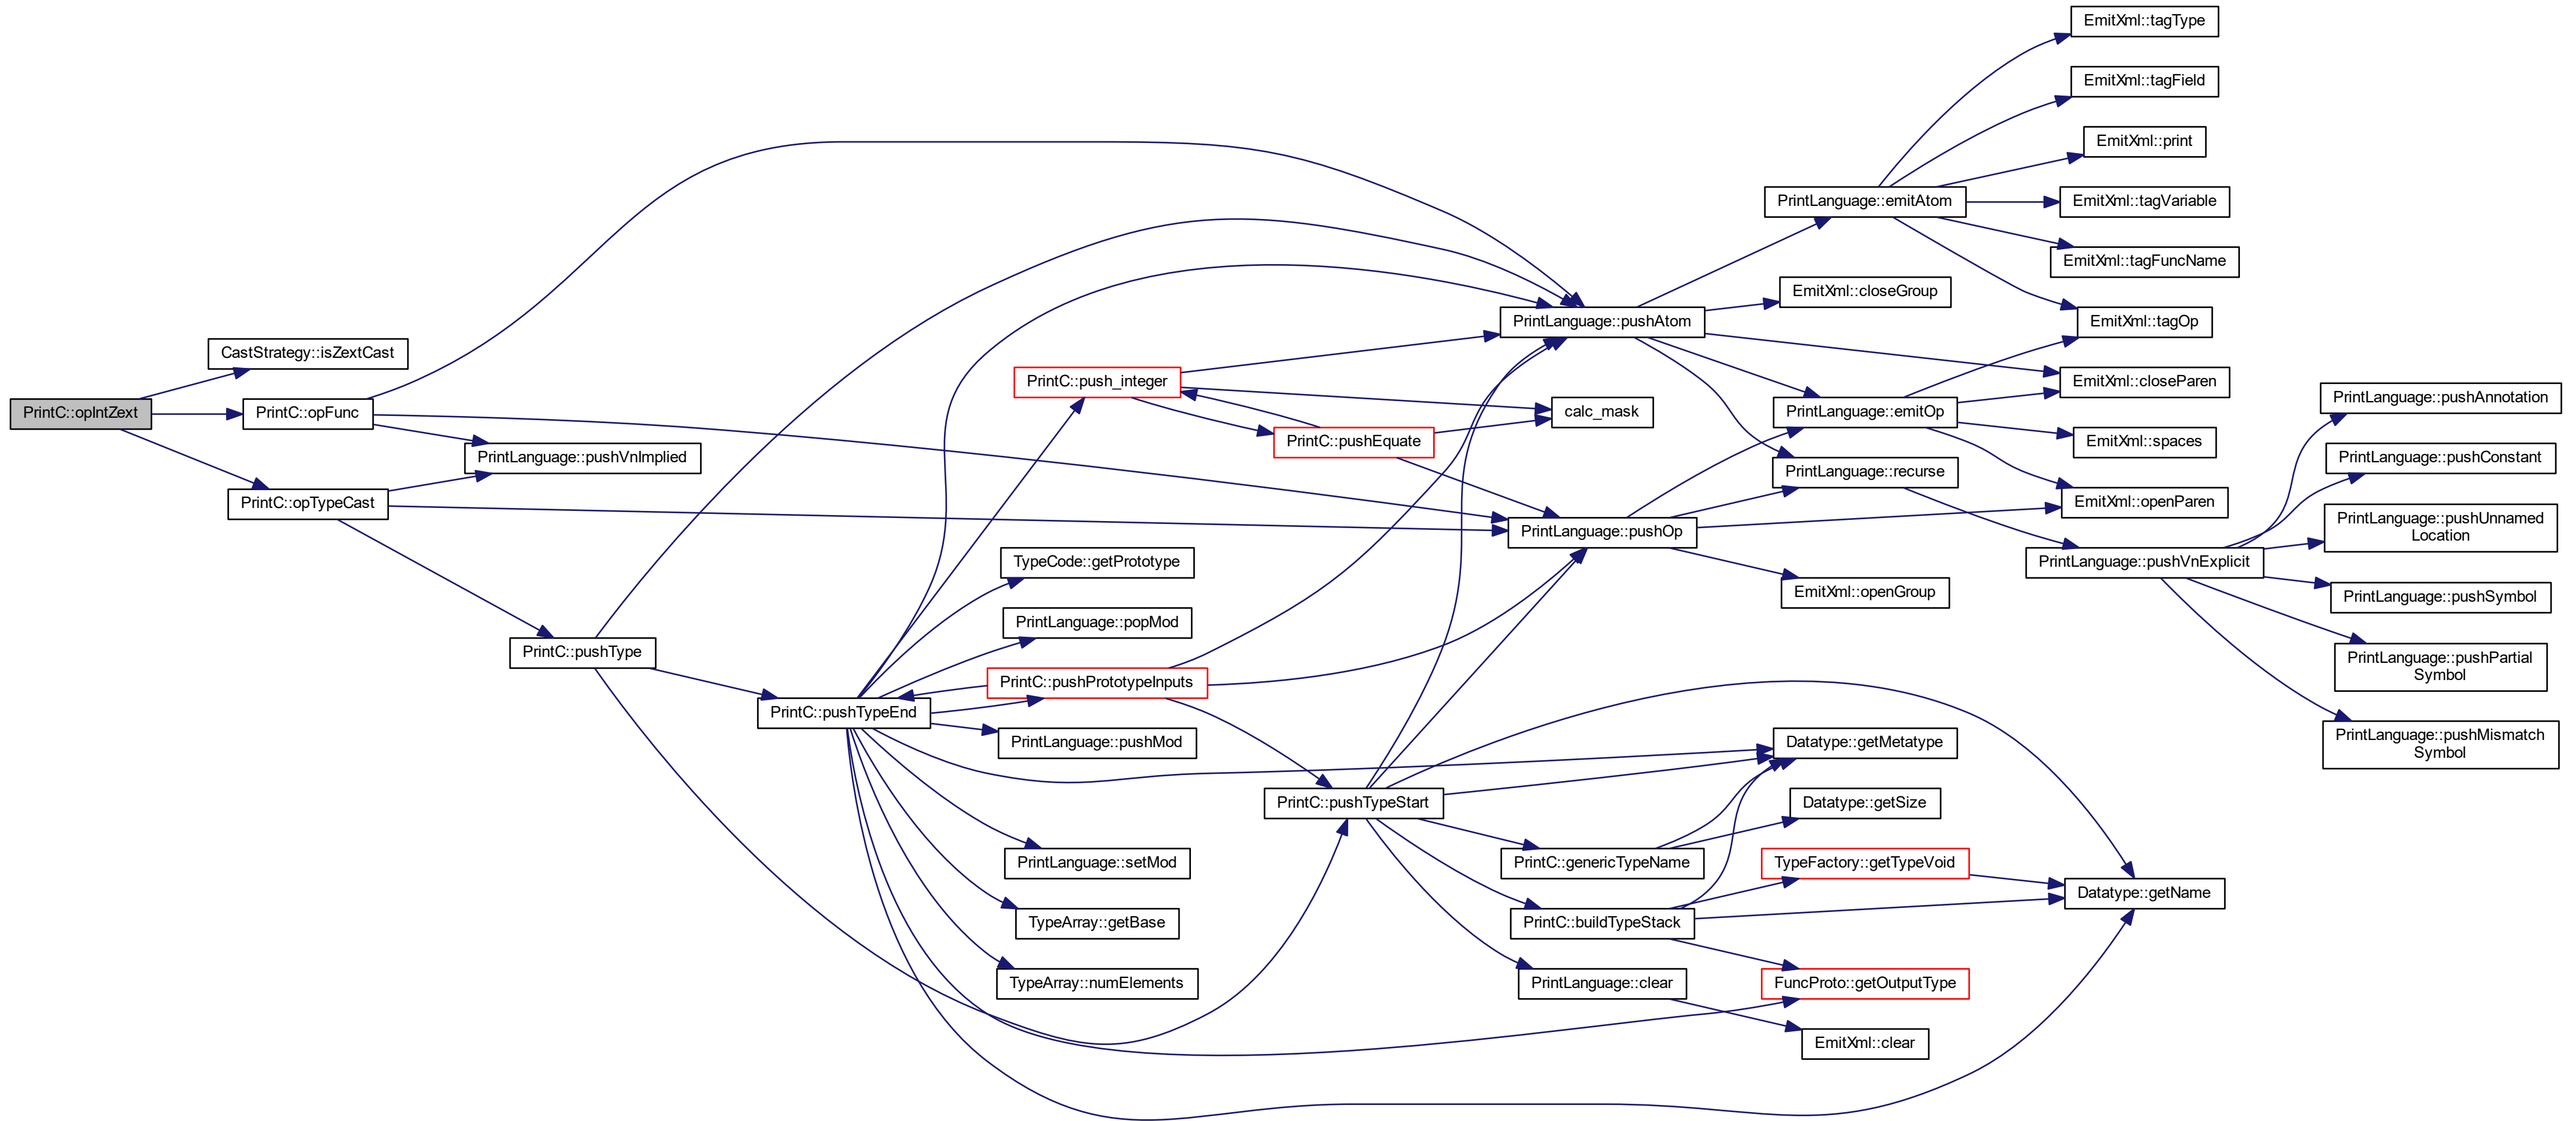 PrintC::opIntZext
CastStrategy::isZextCast
PrintC::opFunc
PrintLanguage::pushVnImplied
PrintC::opTypeCast
PrintC::pushType
PrintC::pushTypeEnd
PrintC::push_integer
PrintC::pushEquate
TypeCode::getPrototype
PrintLanguage::popMod
PrintC::pushPrototypeInputs
PrintLanguage::pushMod
PrintC::pushTypeStart
PrintLanguage::setMod
TypeArray::getBase
TypeArray::numElements
PrintLanguage::pushAtom
calc_mask
PrintLanguage::pushOp
PrintC::genericTypeName
PrintC::buildTypeStack
PrintLanguage::clear
PrintLanguage::emitAtom
EmitXml::closeGroup
PrintLanguage::emitOp
PrintLanguage::recurse
EmitXml::openGroup
Datatype::getMetatype
Datatype::getSize
TypeFactory::getTypeVoid
FuncProto::getOutputType
EmitXml::clear
EmitXml::tagType
EmitXml::tagField
EmitXml::print
EmitXml::tagVariable
EmitXml::tagFuncName
EmitXml::tagOp
EmitXml::closeParen
EmitXml::spaces
EmitXml::openParen
PrintLanguage::pushVnExplicit
Datatype::getName
PrintLanguage::pushAnnotation
PrintLanguage::pushConstant
PrintLanguage::pushUnnamed
Location
PrintLanguage::pushSymbol
PrintLanguage::pushPartial
Symbol
PrintLanguage::pushMismatch
Symbol